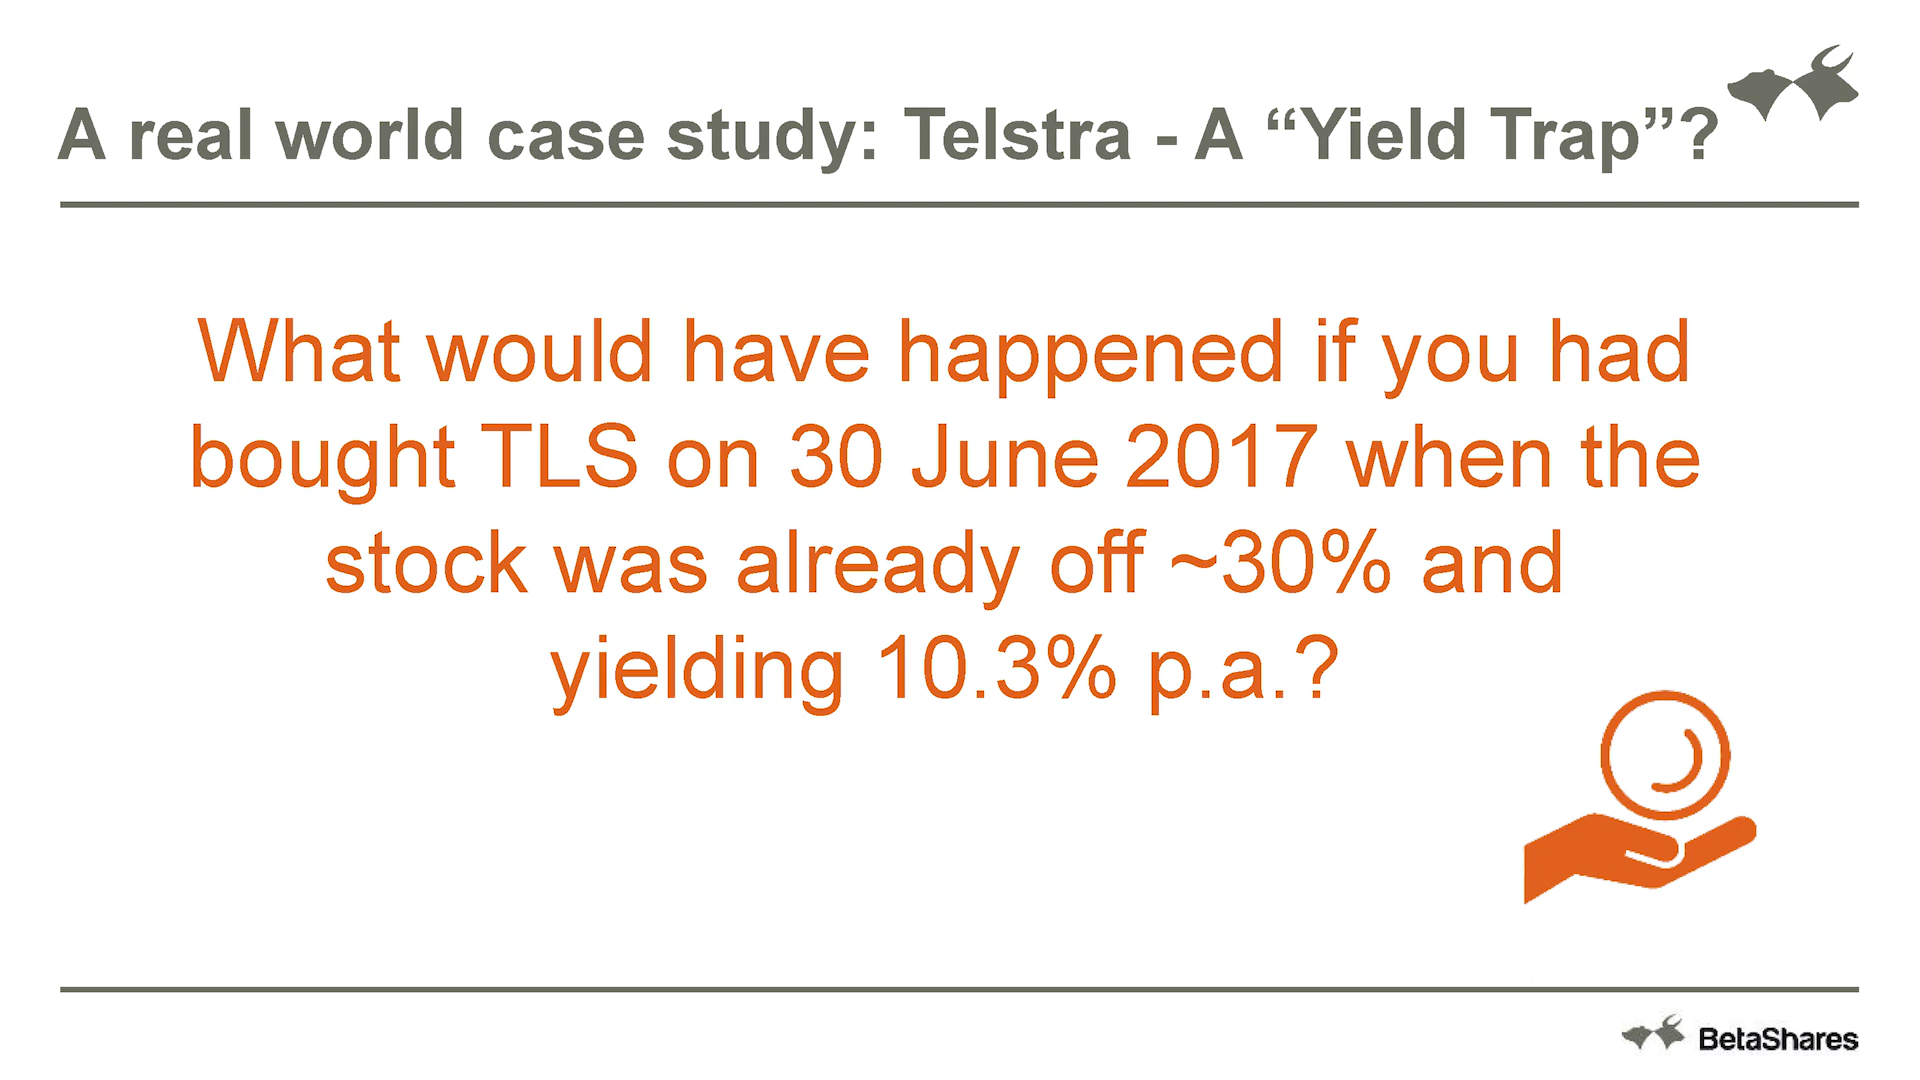 A real world case study: Telstra - A “Yield Trap”?
What would have happened if you had
bought TLS on 30 June 2017 when the
stock was already off ~30% and
yielding 10.3% p.a.?
BetaShares